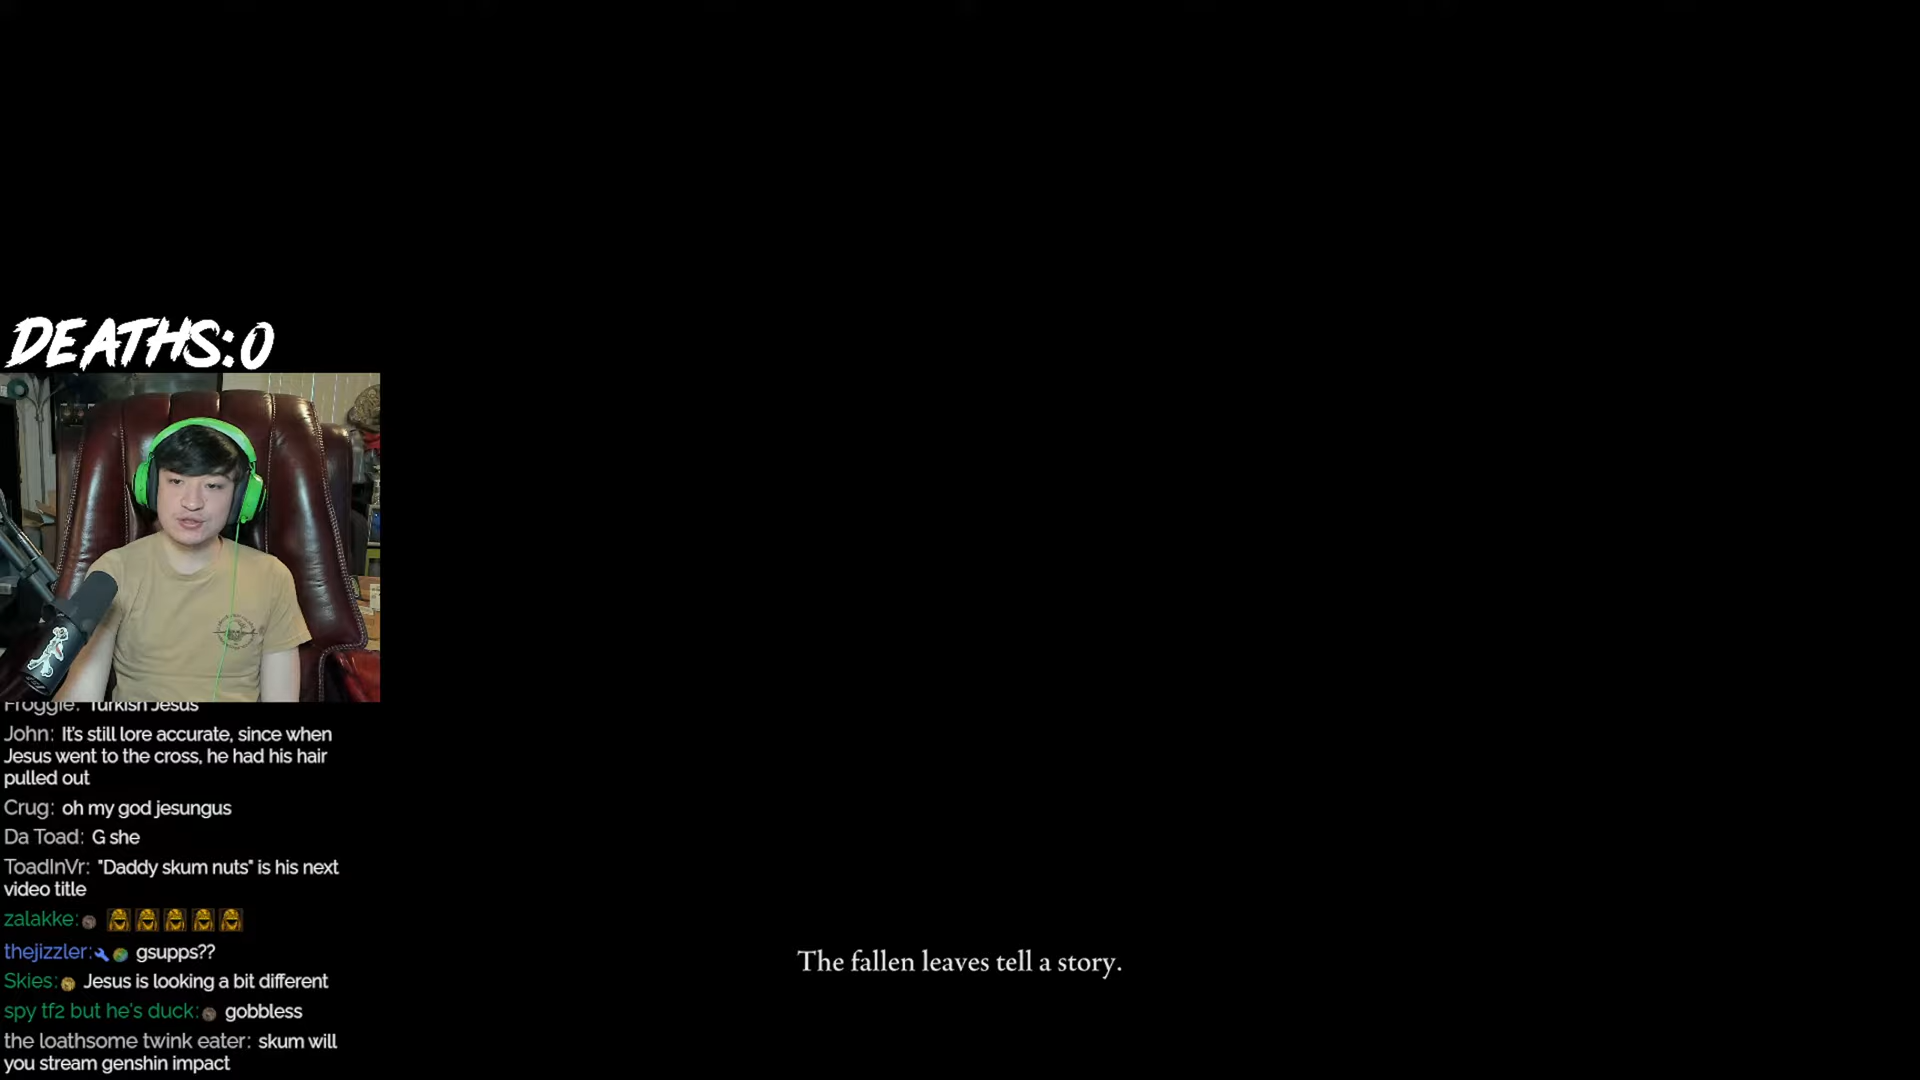 DEATHS:0
Froggie: Turkish Jesus
John: It's still lore accurate, since when
Jesus went to the cross, he had his hair
pulled out
Crug: oh my god jesungus
Da Toad: G she
ToadInVr: "Daddy skum nuts" is his next
video title
zalakke:
thejizzler: gsupps??
Skies: Jesus is looking a bit different
spy tf2 but he's duck: gobbless
the loathsome twink eater: skum will
you stream genshin impact
The fallen leaves tell a story.